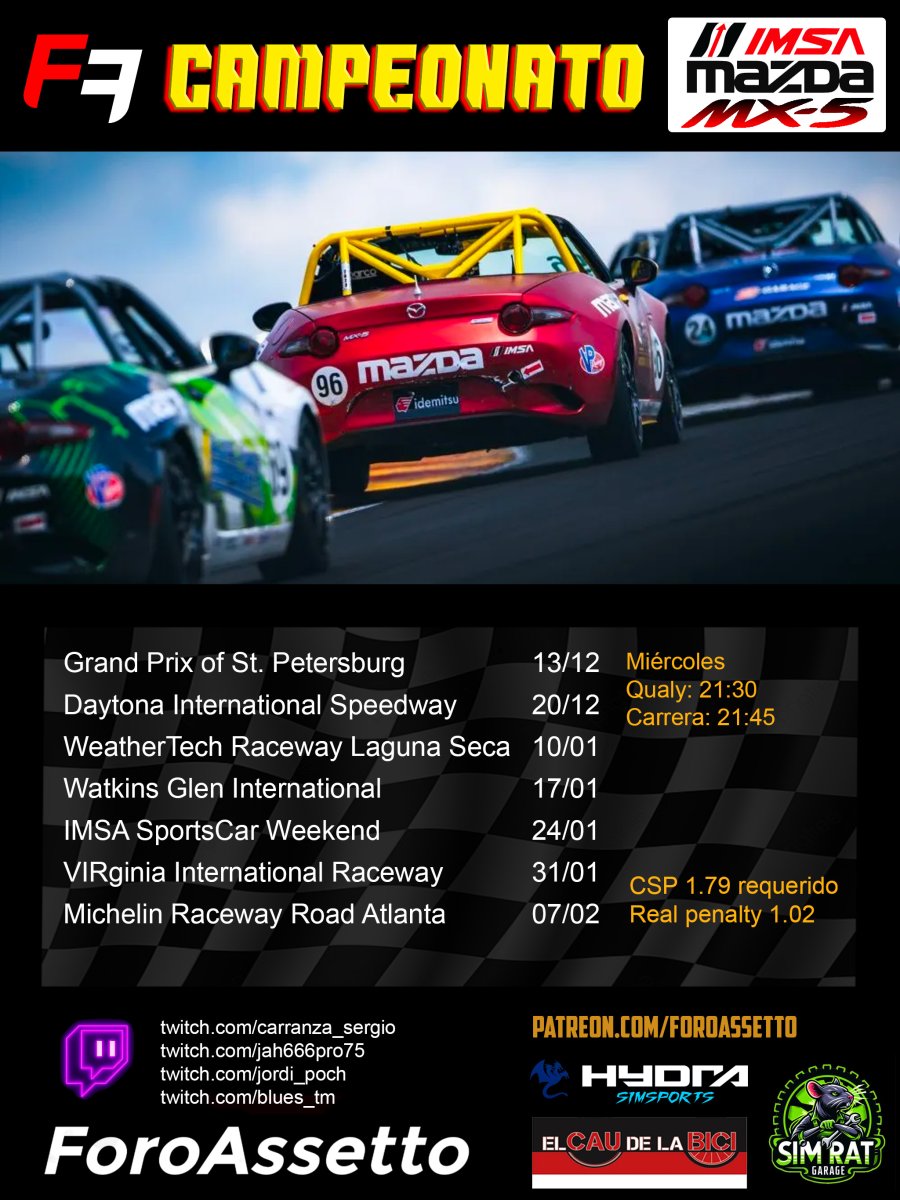 FF CAMPEONATO
IMSA
mazda
MX-5
sparco
MX-5
mazda IMSA
96
idemitsu
VP
24
mazda
Grand Prix of St. Petersburg 13/12
Daytona International Speedway 20/12
WeatherTech Raceway Laguna Seca 10/01
Watkins Glen International 17/01
IMSA SportsCar Weekend 24/01
VIRginia International Raceway 31/01
Michelin Raceway Road Atlanta 07/02
Miércoles
Qualy: 21:30
Carrera: 21:45
CSP 1.79 requerido
Real penalty 1.02
twitch.com/carranza_sergio
twitch.com/jah666pro75
twitch.com/jordi_poch
twitch.com/blues_tm
ForoAssetto
PATREON.COM/FOROASSETTO
HYDRA
SIMSPORTS
EL CAU DE LA BICI
SIM RAT
GARAGE